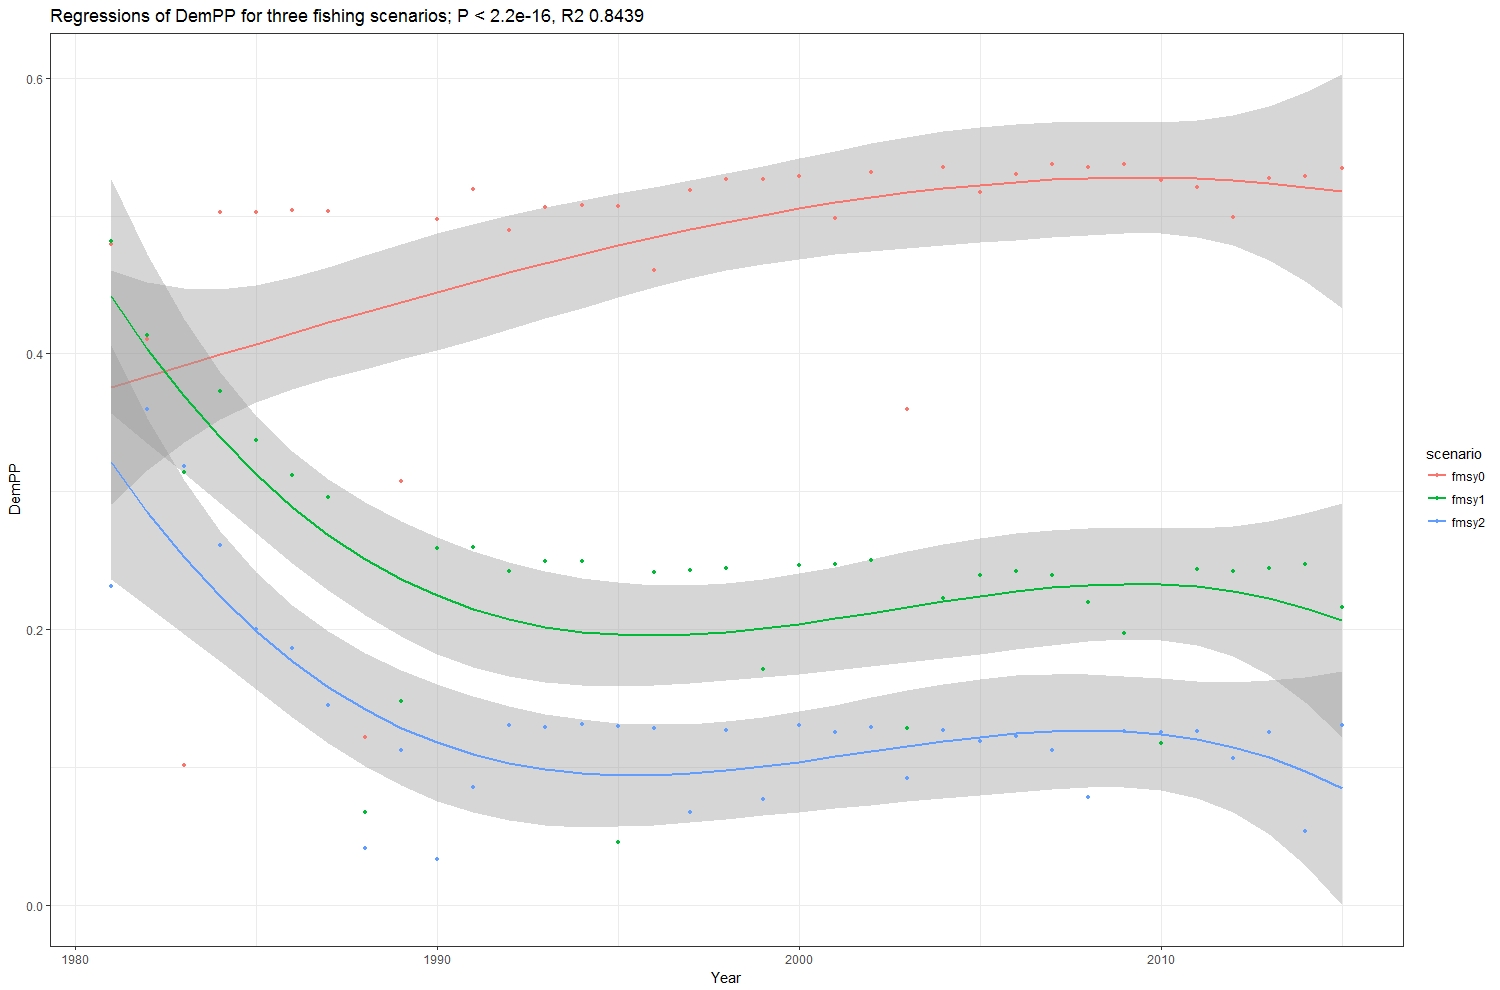 Regressions of DemPP for three fishing scenarios; P < 2.2e-16, R2 0.8439
DemPP
0.6
0.4
0.2
0.0
1980
1990
2000
2010
Year
scenario
fmsy0
fmsy1
fmsy2